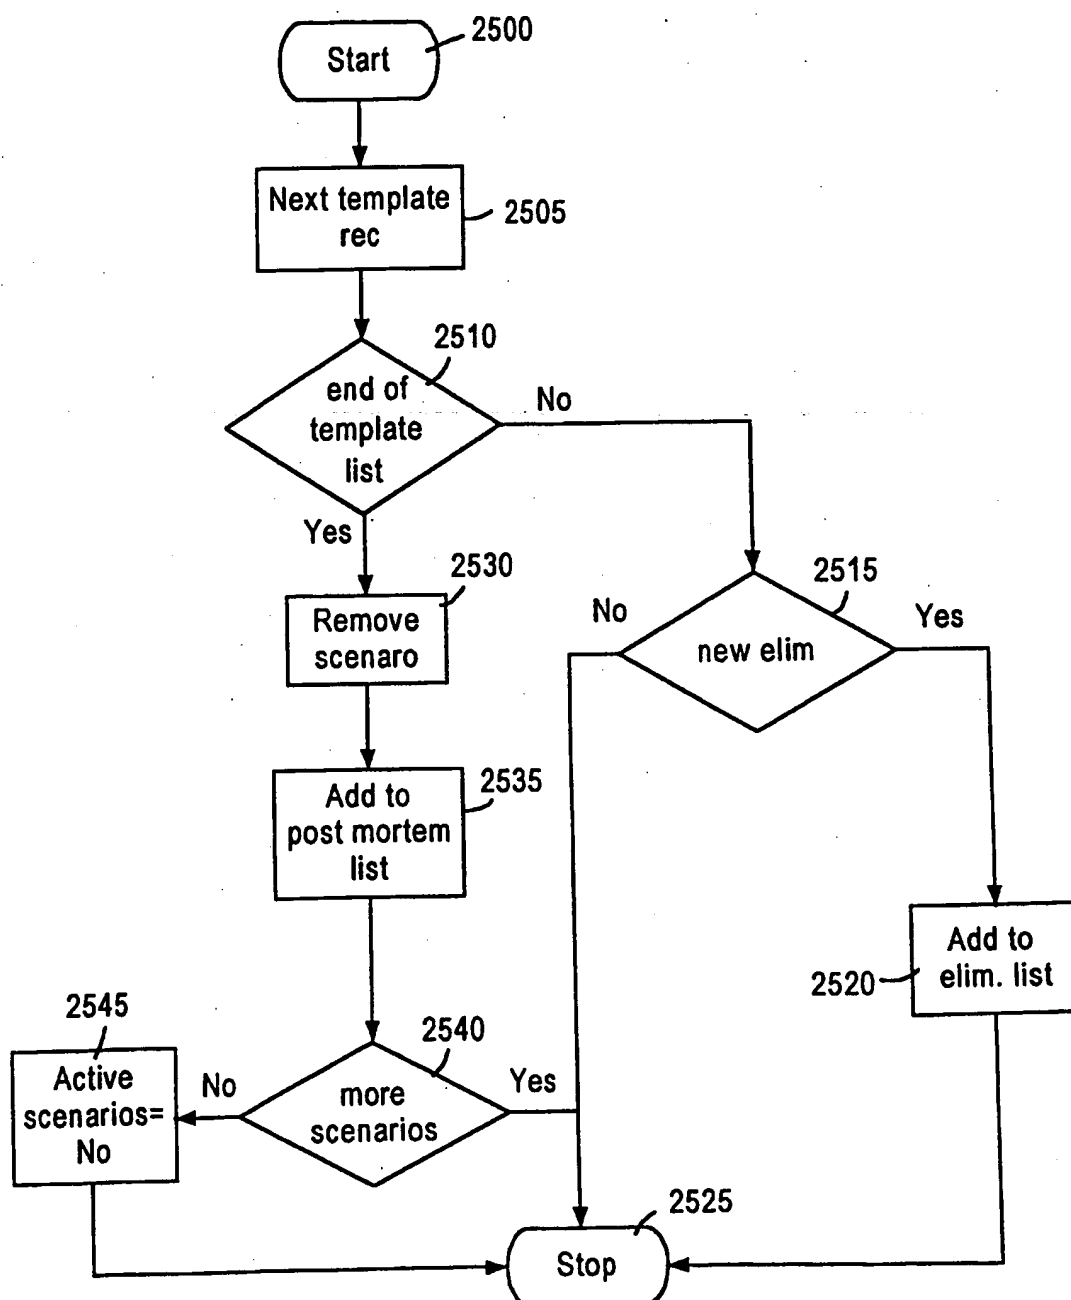 2500
Start
Next template
rec
2505
2510
end of
template
list
No
Yes
2530
Remove
scenaro
2515
No
new elim
Yes
2535
Add to
post mortem
list
Add to
elim. list
2520
2545
Active
scenarios=
No
No
2540
more
scenarios
Yes
2525
Stop